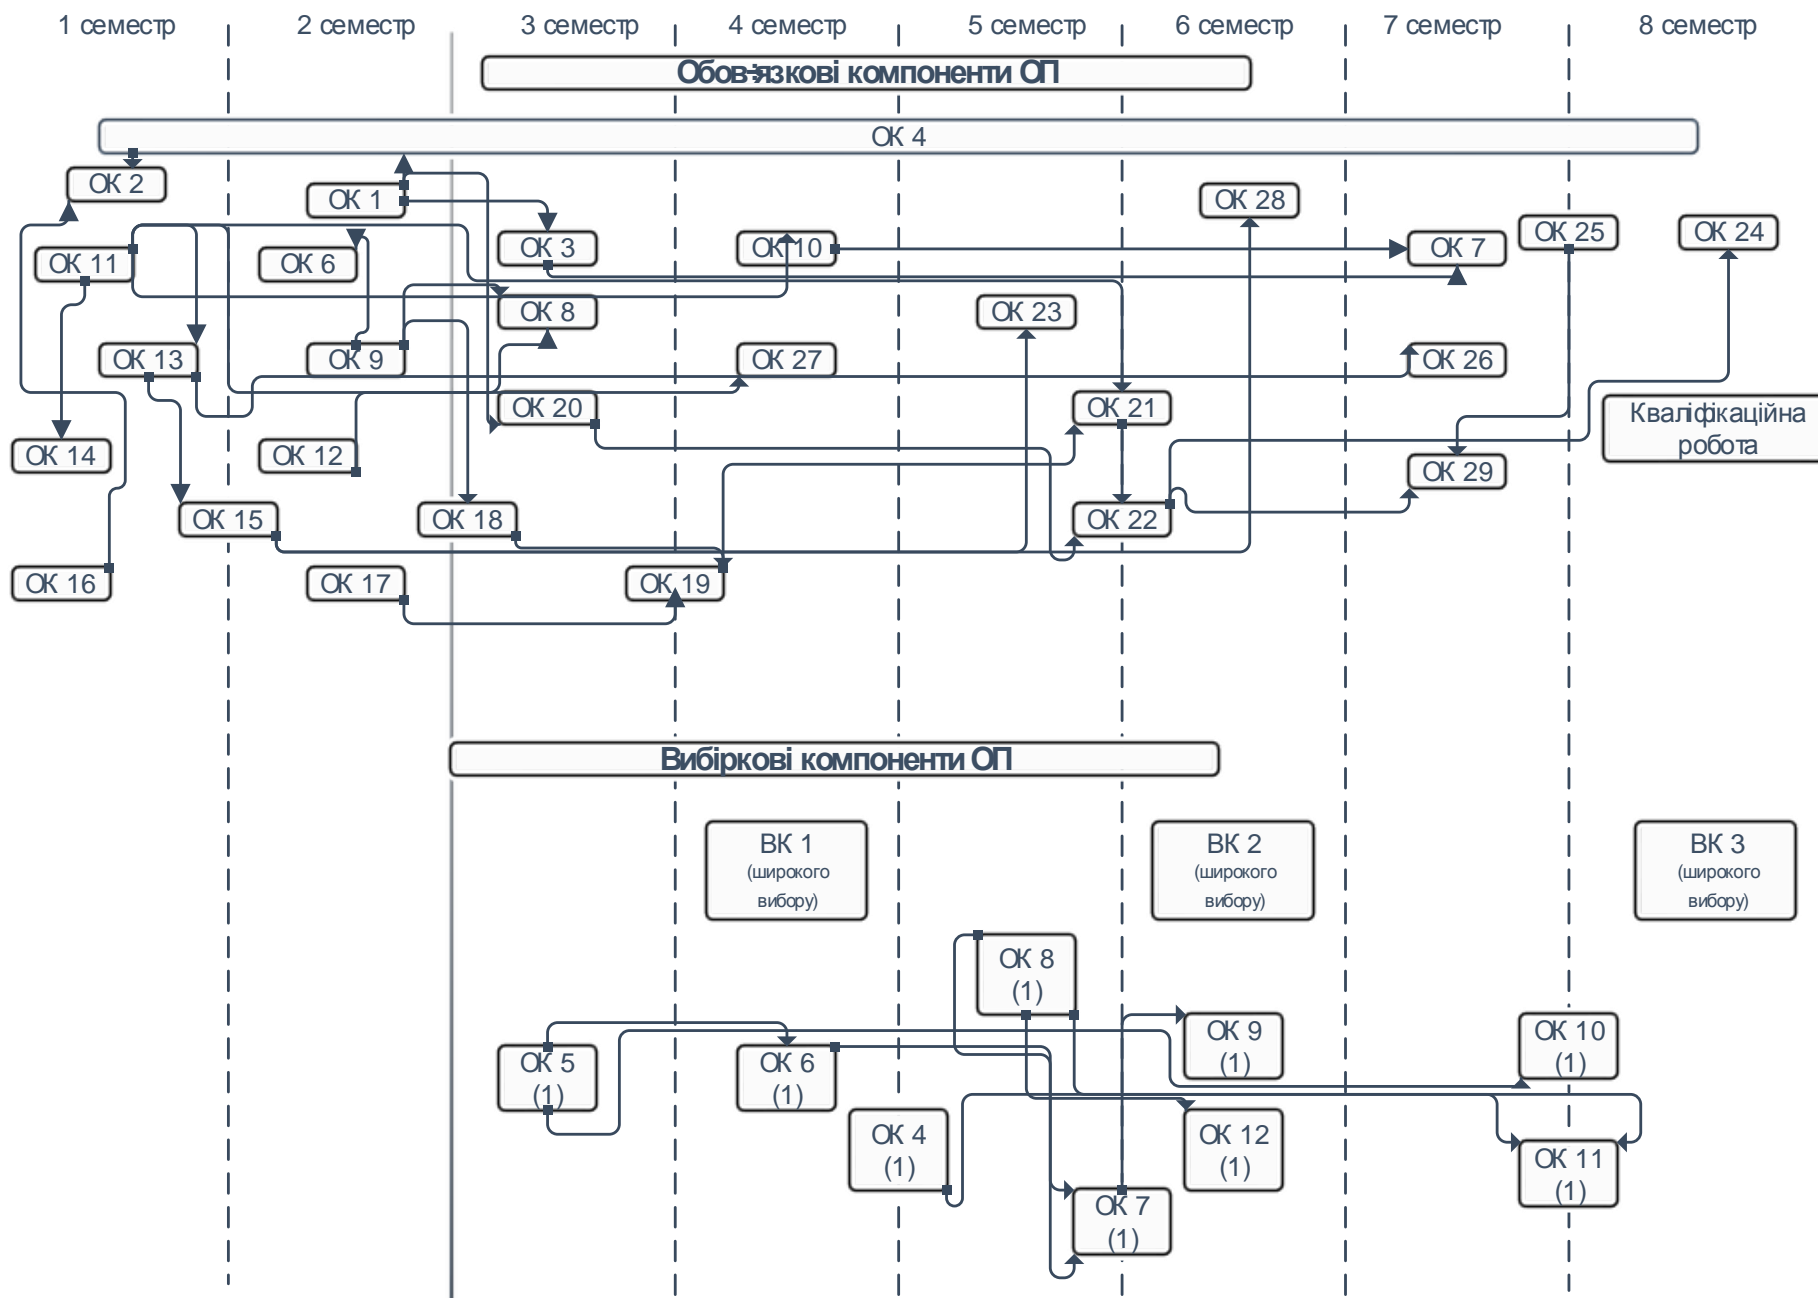 1 семестр
2 семестр
3 семестр
4 семестр
5 семестр
6 семестр
7 семестр
8 семестр
Обов'язкові компоненти ОП
ОК 4
ОК 2
ОК 1
ОК 28
ОК 11
ОК 6
ОК 3
ОК 10
ОК 7
ОК 25
ОК 24
ОК 8
ОК 23
ОК 13
ОК 9
ОК 27
ОК 26
ОК 20
ОК 21
Кваліфікаційна
робота
ОК 14
ОК 12
ОК 29
ОК 15
ОК 18
ОК 22
ОК 16
ОК 17
ОК 19
Вибіркові компоненти ОП
ВК 1
(широкого
вибору)
ВК 2
(широкого
вибору)
ВК 3
(широкого
вибору)
ОК 8
(1)
ОК 5
(1)
ОК 6
(1)
ОК 9
(1)
ОК 10
(1)
ОК 4
(1)
ОК 12
(1)
ОК 11
(1)
ОК 7
(1)